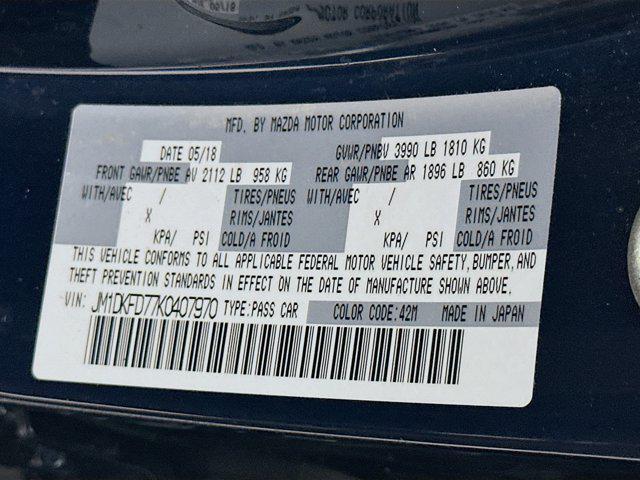 MFD. BY MAZDA MOTOR CORPORATION
DATE 05/18 GVWR/PNBV 3990 LB 1810 KG
FRONT GAWR/PNBE AV 2112 LB 958 KG REAR GAWR/PNBE AR 1896 LB 860 KG
WITH/AVEC / TIRES/PNEUS WITH/AVEC / TIRES/PNEUS
X RIMS/JANTES X RIMS/JANTES
KPA/ PSI COLD/A FROID KPA/ PSI COLD/A FROID
THIS VEHICLE CONFORMS TO ALL APPLICABLE FEDERAL MOTOR VEHICLE SAFETY, BUMPER, AND
THEFT PREVENTION STANDARDS IN EFFECT ON THE DATE OF MANUFACTURE SHOWN ABOVE.
VIN: JM1DKFD77K0407970 TYPE:PASS CAR COLOR CODE:42M MADE IN JAPAN